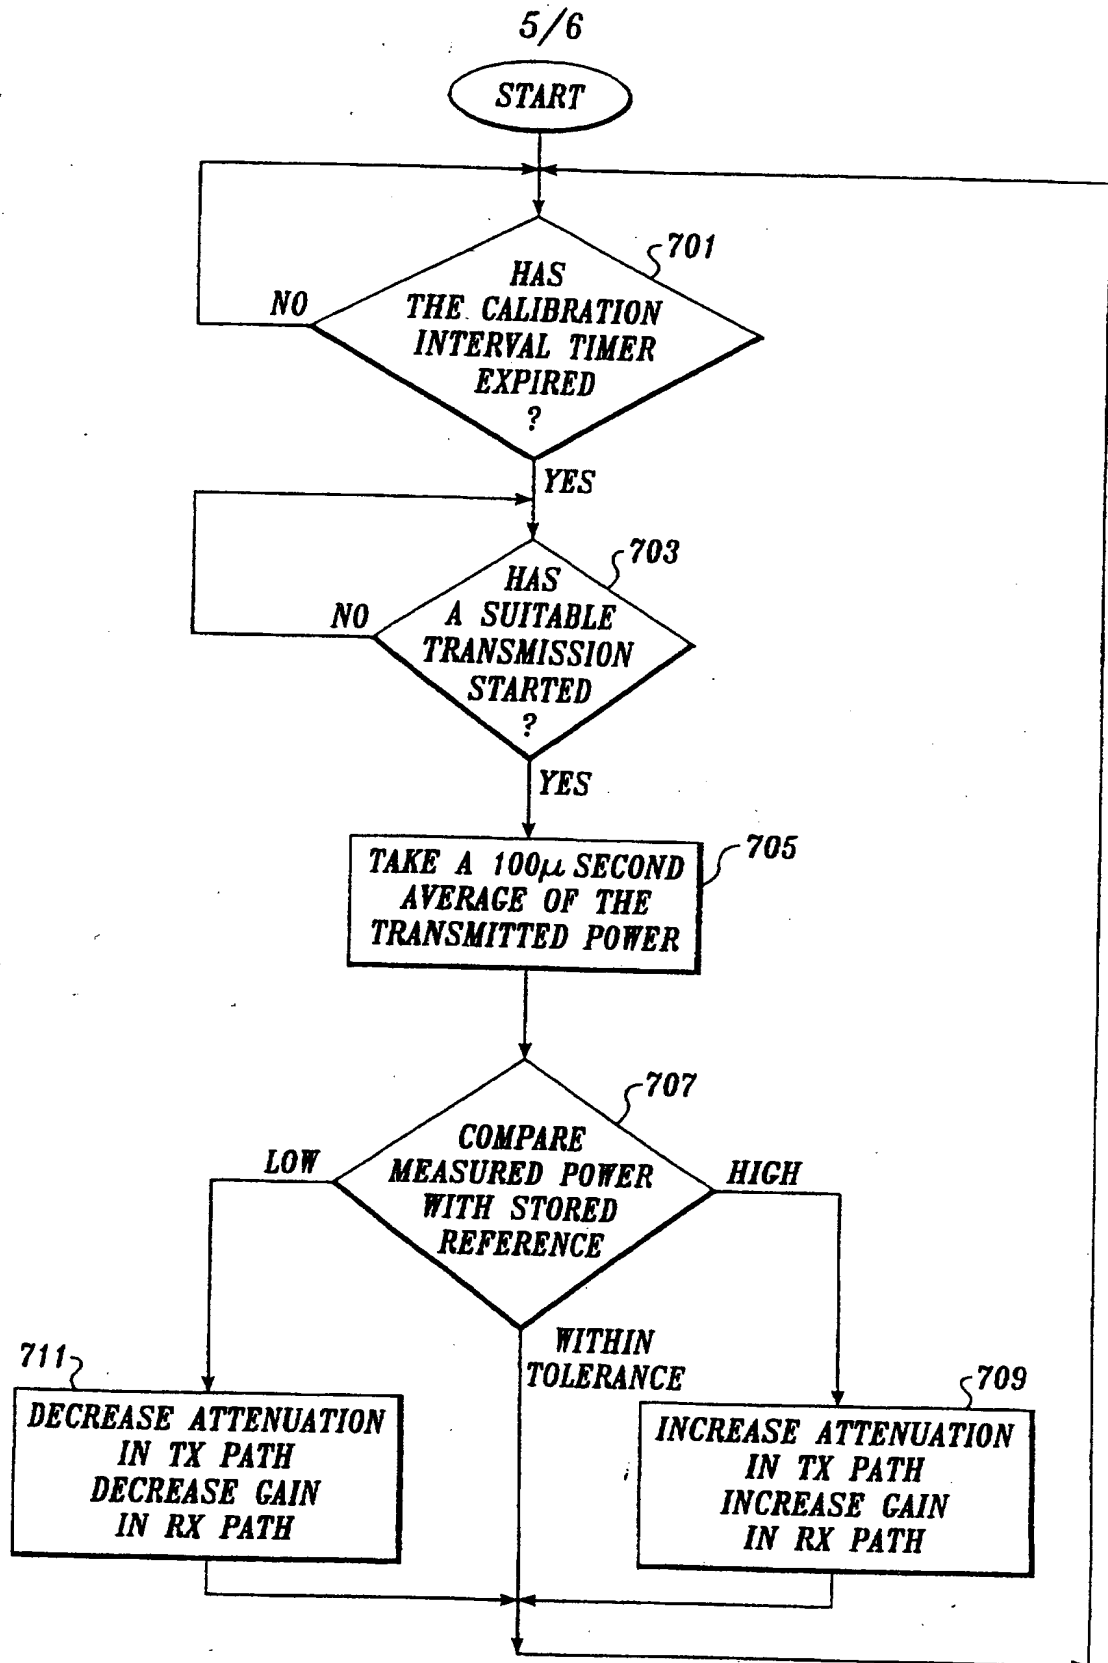 5/6
START
701
HAS
THE CALIBRATION
INTERVAL TIMER
EXPIRED
?
NO
YES
703
HAS
A SUITABLE
TRANSMISSION
STARTED
?
NO
YES
705
TAKE A 100μ SECOND
AVERAGE OF THE
TRANSMITTED POWER
707
COMPARE
MEASURED POWER
WITH STORED
REFERENCE
LOW
HIGH
WITHIN
TOLERANCE
711
DECREASE ATTENUATION
IN TX PATH
DECREASE GAIN
IN RX PATH
709
INCREASE ATTENUATION
IN TX PATH
INCREASE GAIN
IN RX PATH